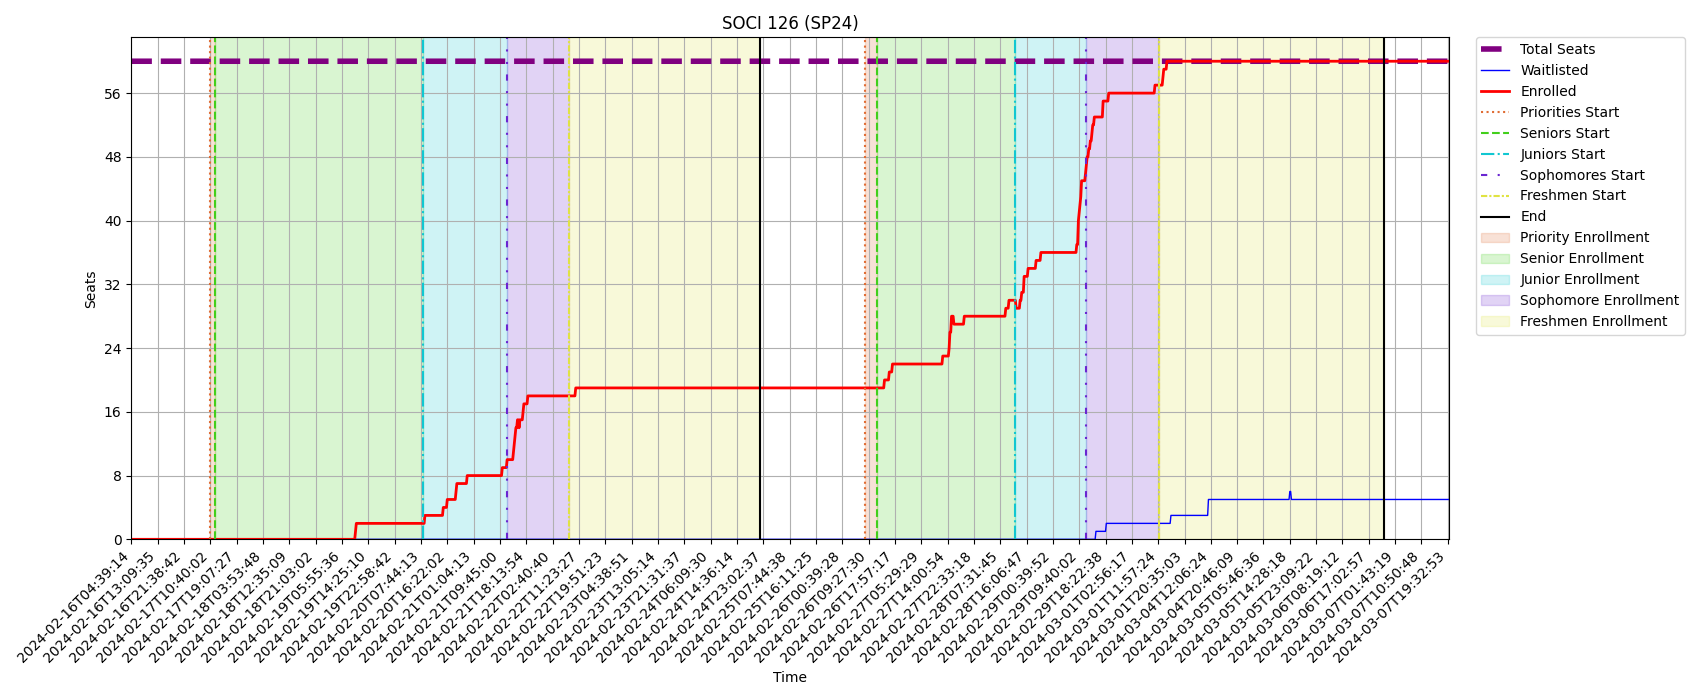 SOCI 126 (SP24)
Seats
56
48
40
32
24
16
8
0
2024-02-16T04:39:14
2024-02-16T13:09:35
2024-02-16T21:38:42
2024-02-17T10:40:02
2024-02-17T19:07:27
2024-02-18T03:53:48
2024-02-18T12:35:09
2024-02-18T21:03:02
2024-02-19T05:55:36
2024-02-19T14:25:10
2024-02-19T22:58:42
2024-02-20T07:44:13
2024-02-20T16:22:02
2024-02-21T01:04:13
2024-02-21T09:45:00
2024-02-21T18:13:54
2024-02-22T02:40:40
2024-02-22T11:23:27
2024-02-22T19:51:23
2024-02-23T04:38:51
2024-02-23T13:05:14
2024-02-23T21:31:37
2024-02-24T06:09:30
2024-02-24T14:36:14
2024-02-24T23:02:37
2024-02-25T07:44:38
2024-02-25T16:11:25
2024-02-26T00:39:28
2024-02-26T09:27:30
2024-02-26T17:57:17
2024-02-27T05:29:29
2024-02-27T14:00:54
2024-02-27T22:33:18
2024-02-28T07:31:45
2024-02-28T16:06:47
2024-02-29T00:39:52
2024-02-29T09:40:02
2024-02-29T18:22:38
2024-03-01T02:56:17
2024-03-01T11:57:24
2024-03-01T20:35:03
2024-03-04T12:06:24
2024-03-04T20:46:09
2024-03-05T05:46:36
2024-03-05T14:28:18
2024-03-05T23:09:22
2024-03-06T08:19:12
2024-03-06T17:02:57
2024-03-07T01:43:19
2024-03-07T10:50:48
2024-03-07T19:32:53
Time
Total Seats
Waitlisted
Enrolled
Priorities Start
Seniors Start
Juniors Start
Sophomores Start
Freshmen Start
End
Priority Enrollment
Senior Enrollment
Junior Enrollment
Sophomore Enrollment
Freshmen Enrollment